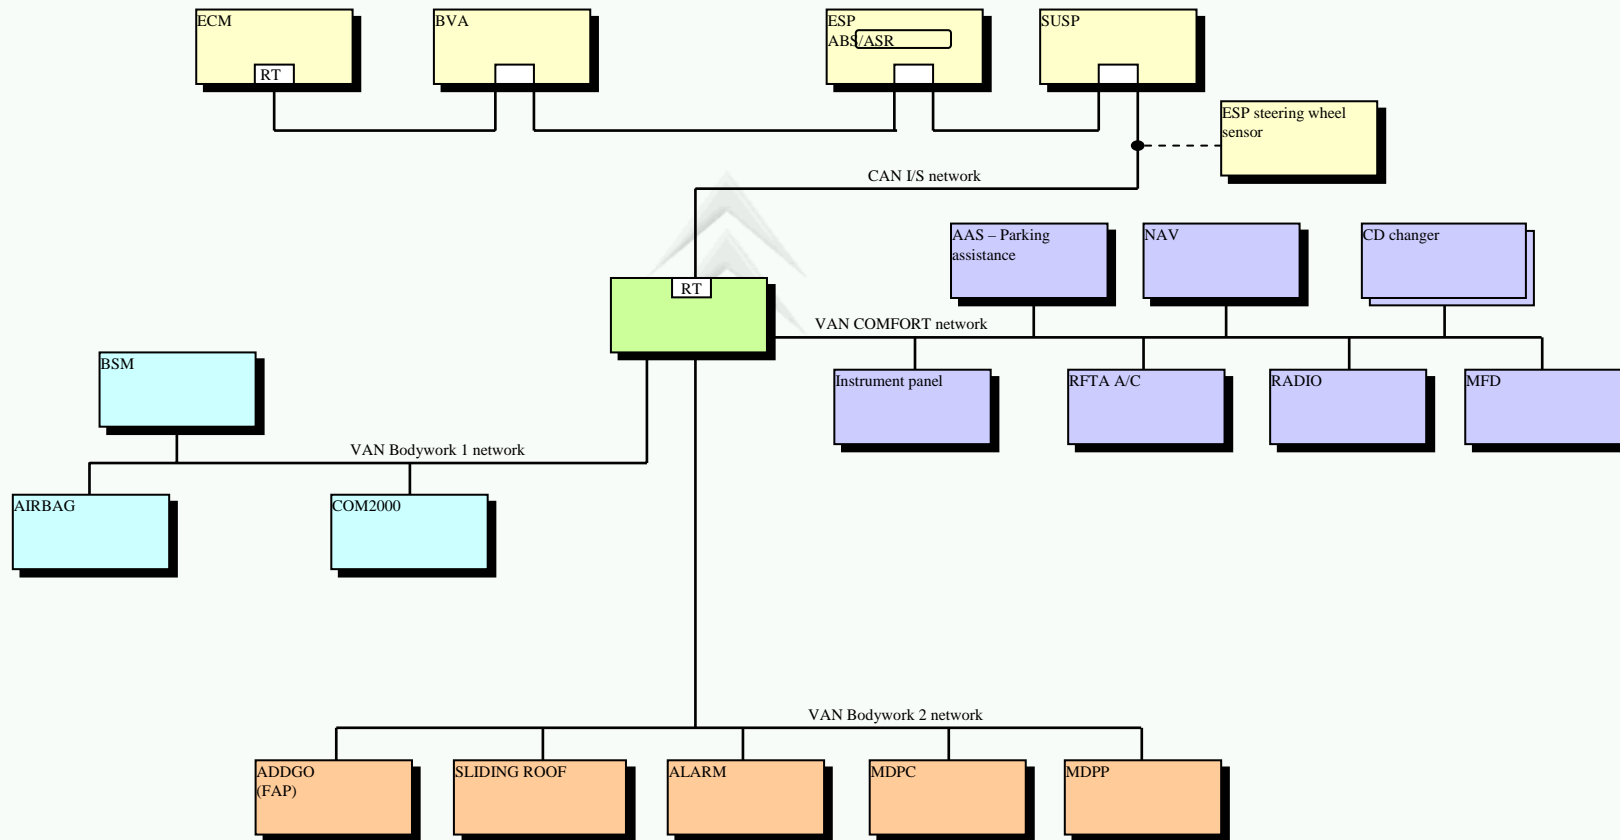 ECM
BVA
ESP
ABS/ASR
SUSP
RT
ESP steering wheel
sensor
CAN I/S network
AAS – Parking
assistance
NAV
CD changer
RT
VAN COMFORT network
BSM
Instrument panel
RFTA A/C
RADIO
MFD
VAN Bodywork 1 network
AIRBAG
COM2000
VAN Bodywork 2 network
ADDGO
(FAP)
SLIDING ROOF
ALARM
MDPC
MDPP